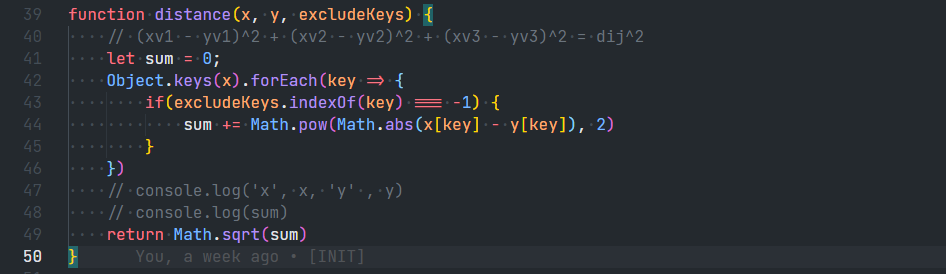 39 function distance(x, y, excludeKeys) {
40 // (xv1 - yv1)^2 + (xv2 - yv2)^2 + (xv3 - yv3)^2 = dij^2
41 let sum = 0;
42 Object.keys(x).forEach(key => {
43 if(excludeKeys.indexOf(key) === -1) {
44 sum += Math.pow(Math.abs(x[key] - y[key]), 2)
45 }
46 })
47 // console.log('x', x, 'y' , y)
48 // console.log(sum)
49 return Math.sqrt(sum)
50 } You, a week ago • [INIT]